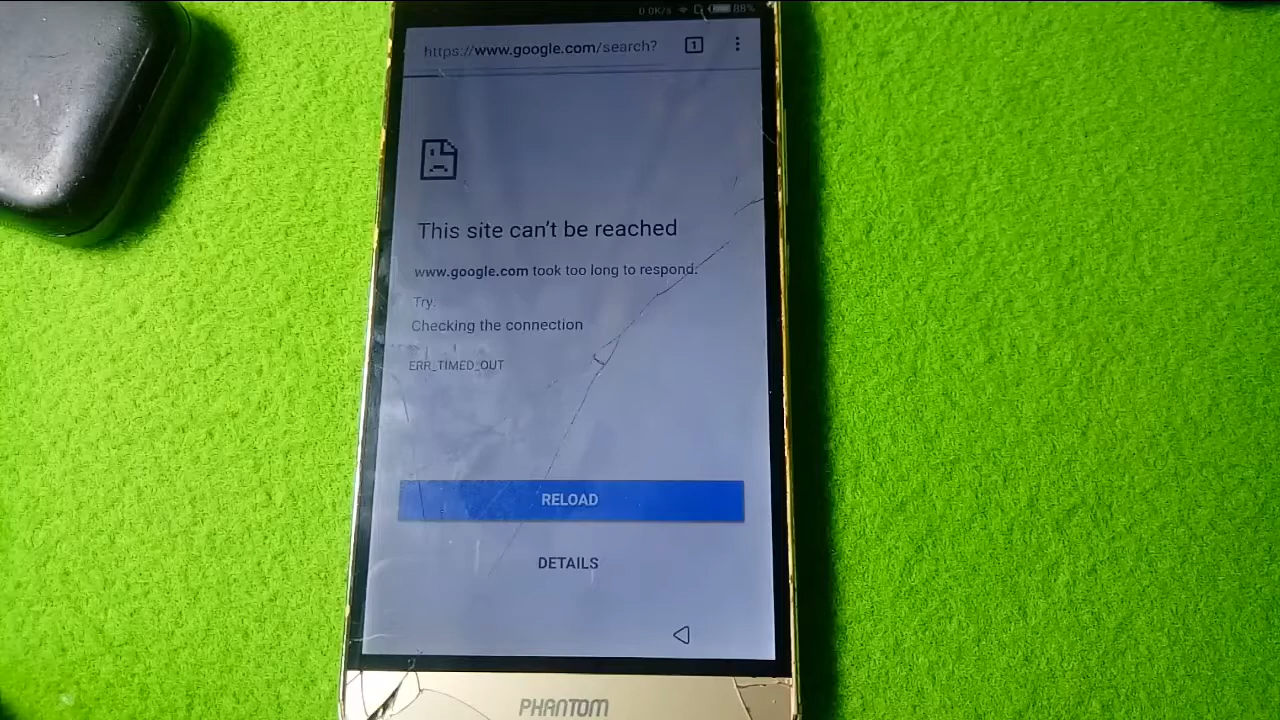 0.0K/s 88%
https://www.google.com/search? 1
This site can't be reached
www.google.com took too long to respond.
Try
Checking the connection
ERR_TIMED_OUT
RELOAD
DETAILS
PHANTOM